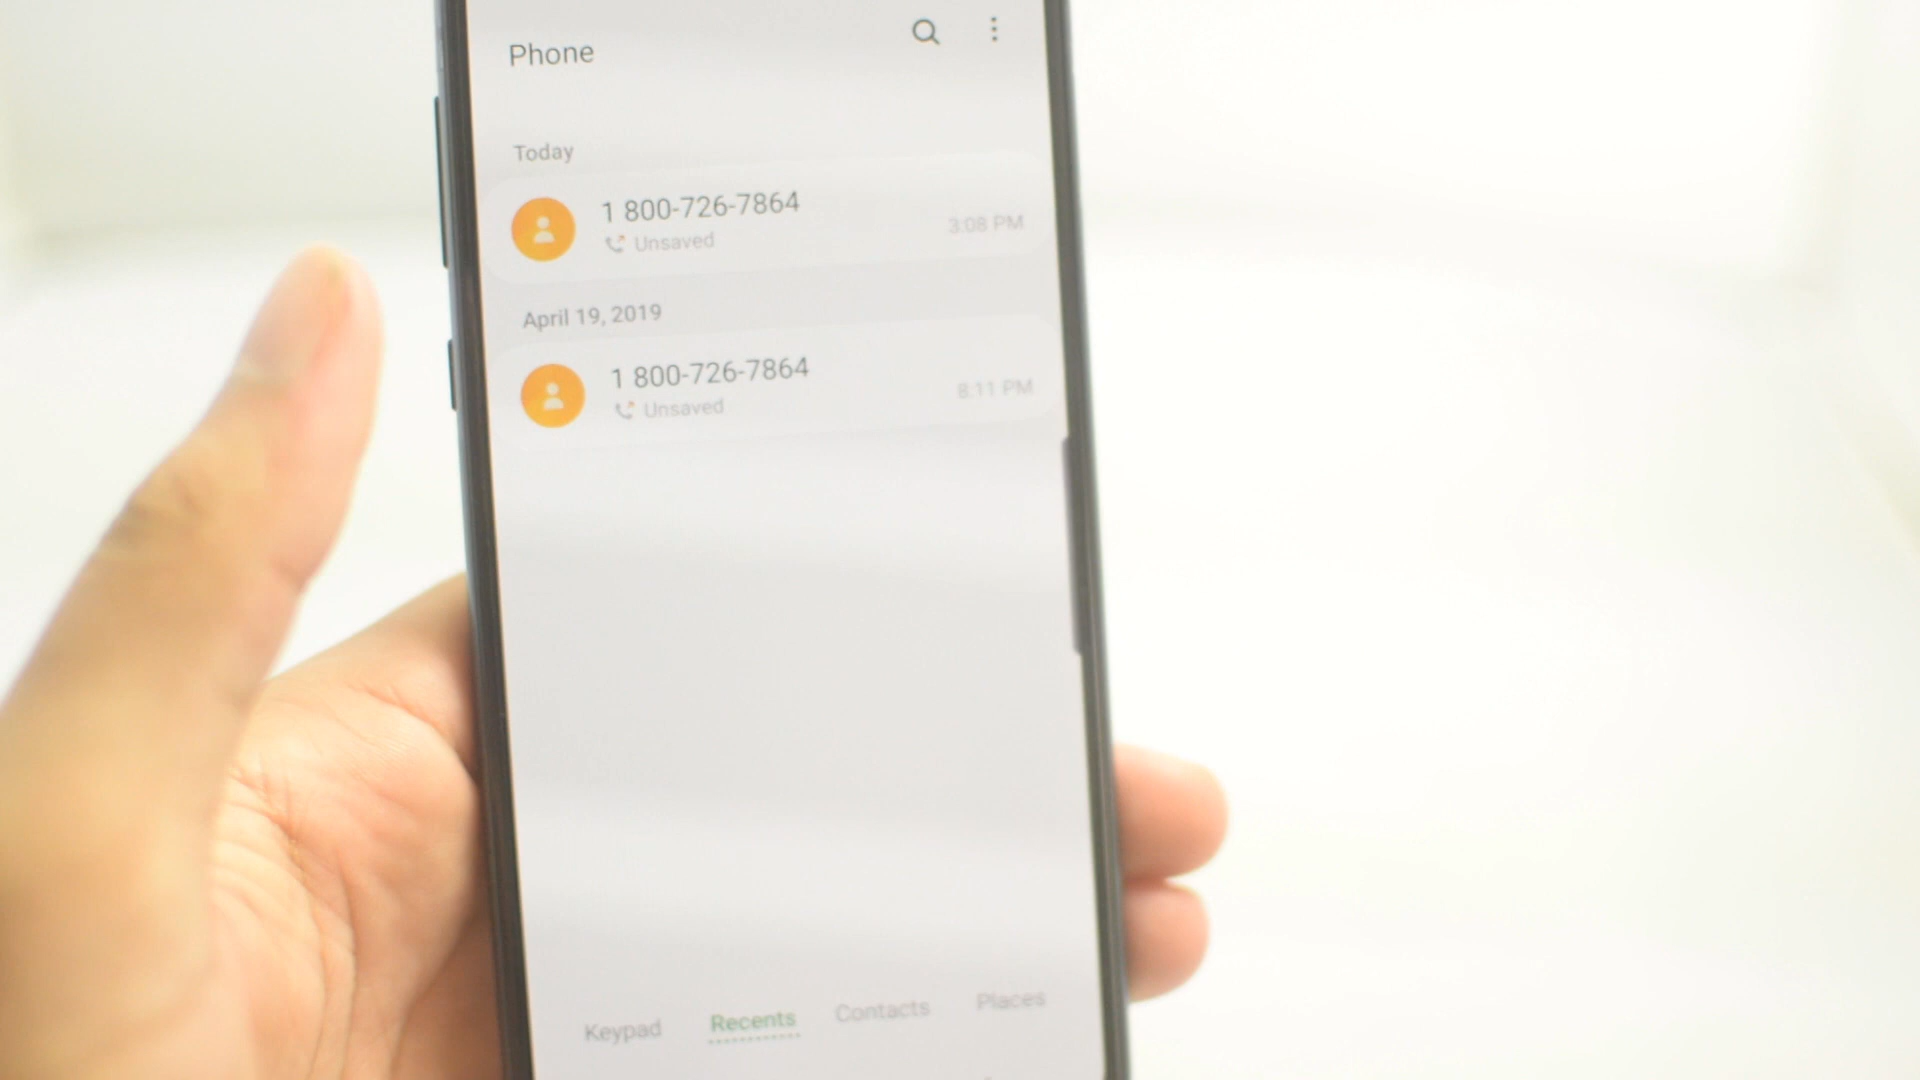 Phone
Today
1 800-726-7864
Unsaved
3:08 PM
April 19, 2019
1 800-726-7864
Unsaved
8:11 PM
Keypad
Recents
Contacts
Places